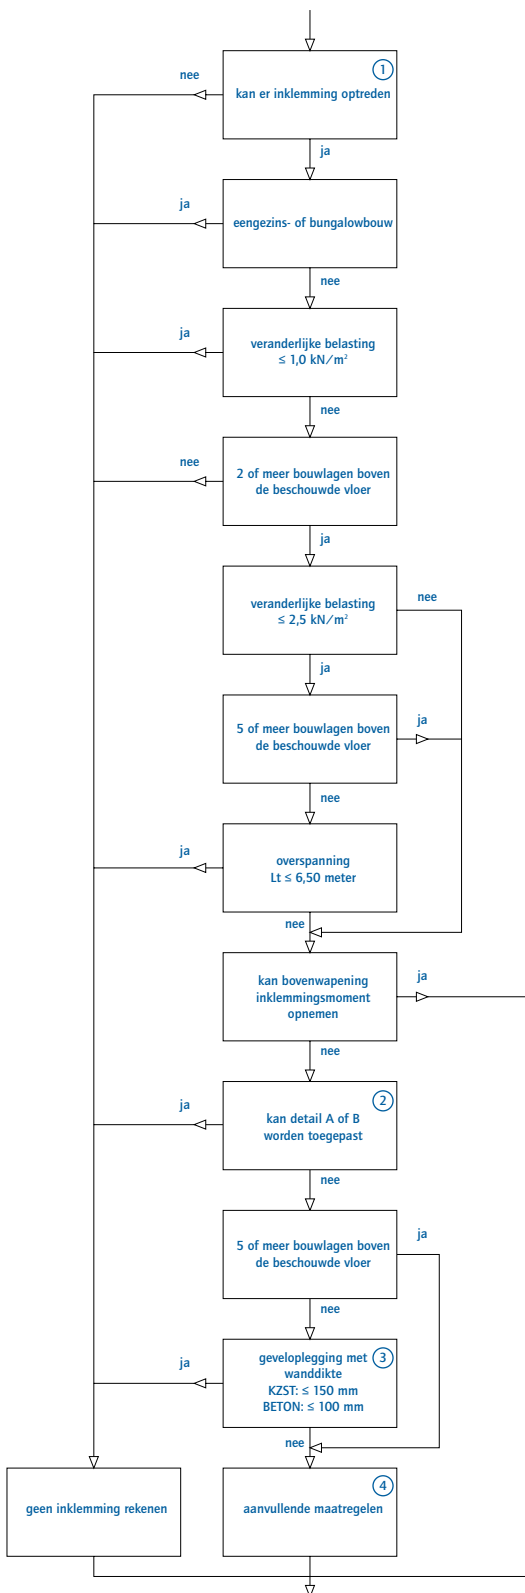 1
nee
kan er inklemming optreden
ja
ja
eengezins- of bungalowbouw
nee
ja
veranderlijke belasting
≤ 1,0 kN/m²
nee
nee
2 of meer bouwlagen boven
de beschouwde vloer
ja
veranderlijke belasting
≤ 2,5 kN/m²
nee
ja
5 of meer bouwlagen boven
de beschouwde vloer
ja
nee
ja
overspanning
Lt ≤ 6,50 meter
nee
kan bovenwapening
inklemmingsmoment
opnemen
ja
nee
2
ja
kan detail A of B
worden toegepast
nee
5 of meer bouwlagen boven
de beschouwde vloer
ja
nee
3
ja
geveloplegging met
wanddikte
KZST: ≤ 150 mm
BETON: ≤ 100 mm
nee
4
geen inklemming rekenen
aanvullende maatregelen